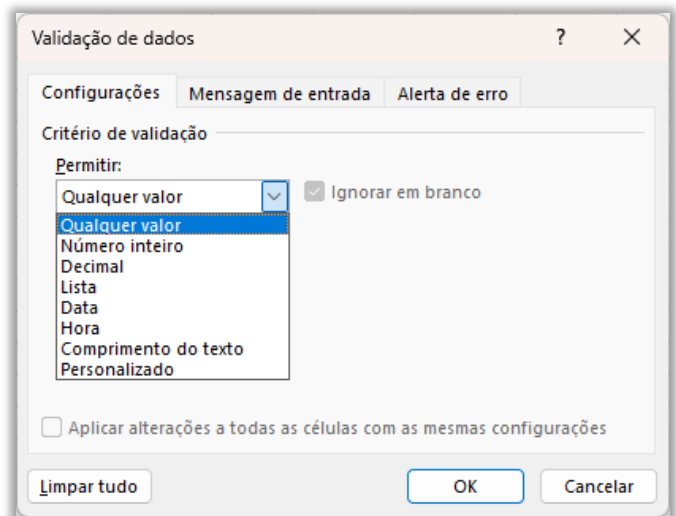 Validação de dados ?
Configurações Mensagem de entrada Alerta de erro
Critério de validação
Permitir:
Qualquer valor Ignorar em branco
Qualquer valor
Número inteiro
Decimal
Lista
Data
Hora
Comprimento do texto
Personalizado
Aplicar alterações a todas as células com as mesmas configurações
Limpar tudo OK Cancelar